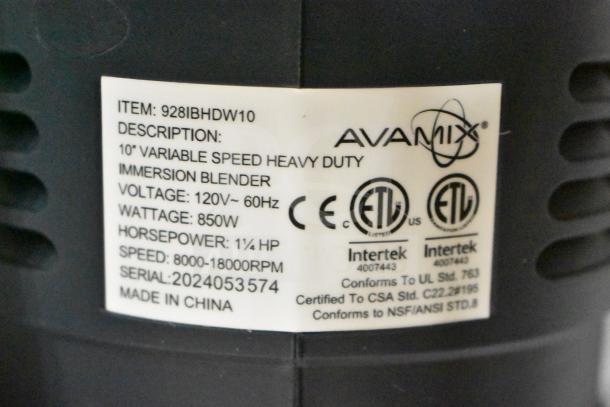 ITEM: 928IBHDW10
DESCRIPTION:
10" VARIABLE SPEED HEAVY DUTY
IMMERSION BLENDER
VOLTAGE: 120V~ 60Hz
WATTAGE: 850W
HORSEPOWER: 1¼ HP
SPEED: 8000-18000RPM
SERIAL:2024053574
MADE IN CHINA
AVAMIX®
CE
c ETL us
LISTED
Intertek
4007443
ETL
Intertek
4007443
Conforms To UL Std. 763
Certified To CSA Std. C22.2#195
Conforms to NSF/ANSI STD.8